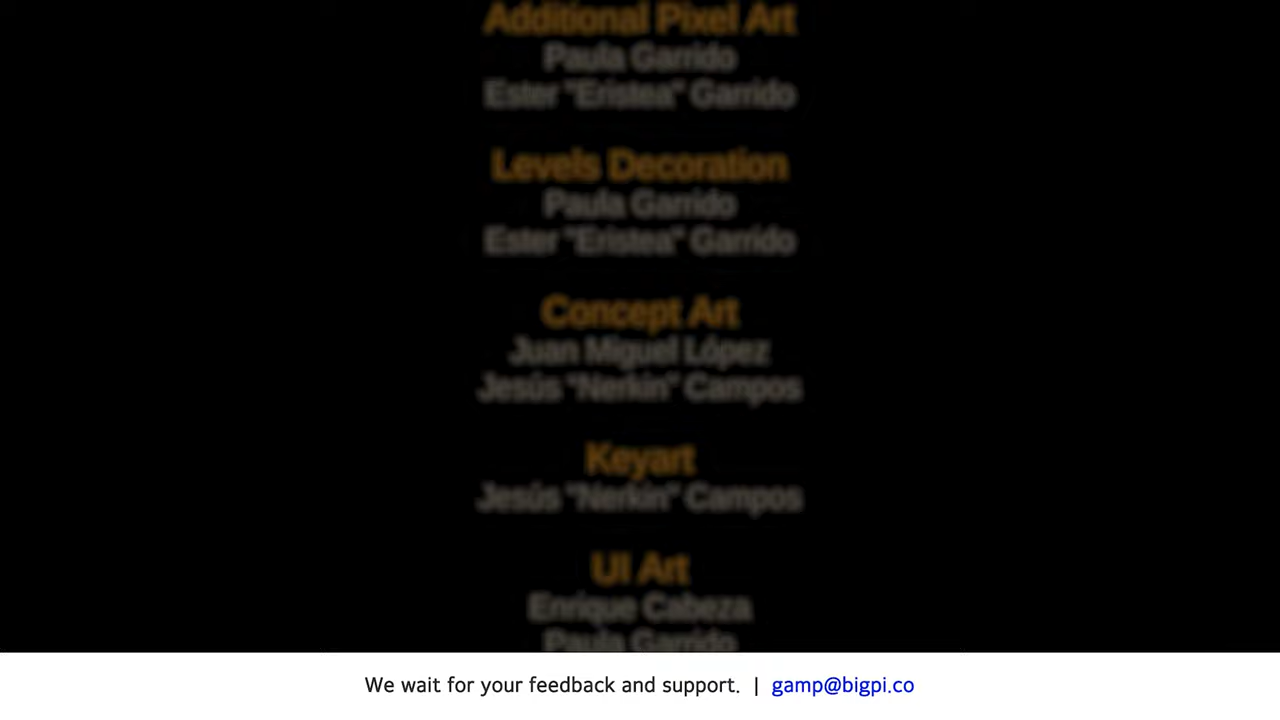 Additional Pixel Art
Paula Garrido
Ester "Eristea" Garrido
Levels Decoration
Paula Garrido
Ester "Eristea" Garrido
Concept Art
Juan Miguel López
Jesús "Nerkin" Campos
Keyart
Jesús "Nerkin" Campos
UI Art
Enrique Cabeza
Paula Garrido
We wait for your feedback and support. | gamp@bigpi.co